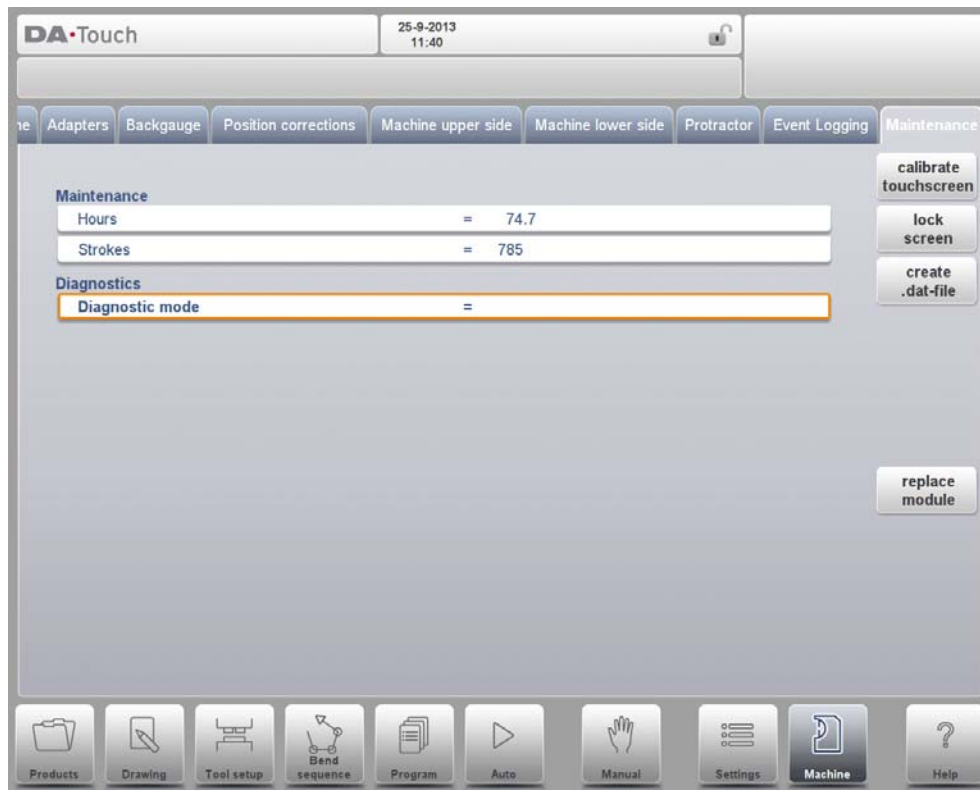 DA•Touch
25-9-2013
11:40
ne Adapters Backgauge Position corrections Machine upper side Machine lower side Protractor Event Logging Maintenance
calibrate
touchscreen
Maintenance
Hours = 74.7
lock
screen
Strokes = 785
create
.dat-file
Diagnostics
Diagnostic mode =
replace
module
Products Drawing Tool setup Bend sequence Program Auto Manual Settings Machine Help